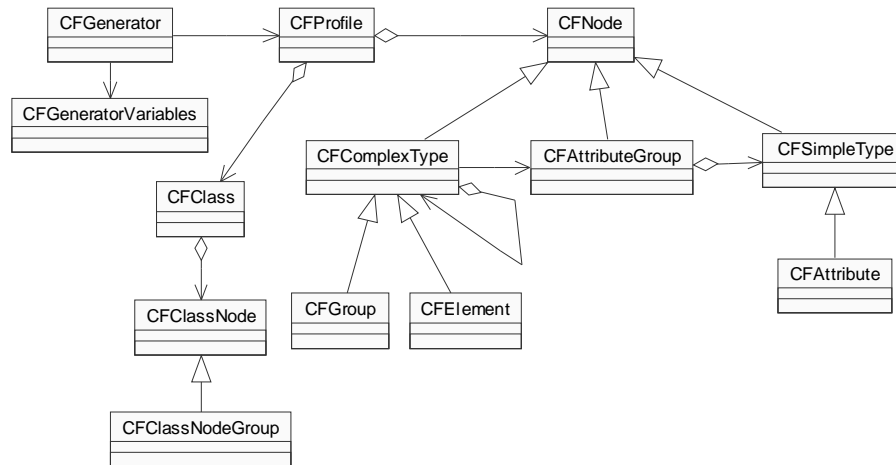 CFGenerator
CFProfile
CFNode
CFGeneratorVariables
CFComplexType
CFAttributeGroup
CFSimpleType
CFClass
CFAttribute
CFGroup
CFElement
CFClassNode
CFClassNodeGroup